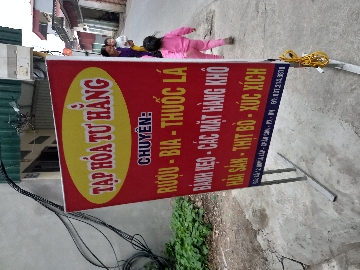 TẠP HÓA TƯ HẰNG
CHUYÊN:
RƯỢU - BIA - THUỐC LÁ
BÁNH KẸO - CÁC MẶT HÀNG KHÔ
HẢI SẢN - THỊT BÒ - XÚC XÍCH